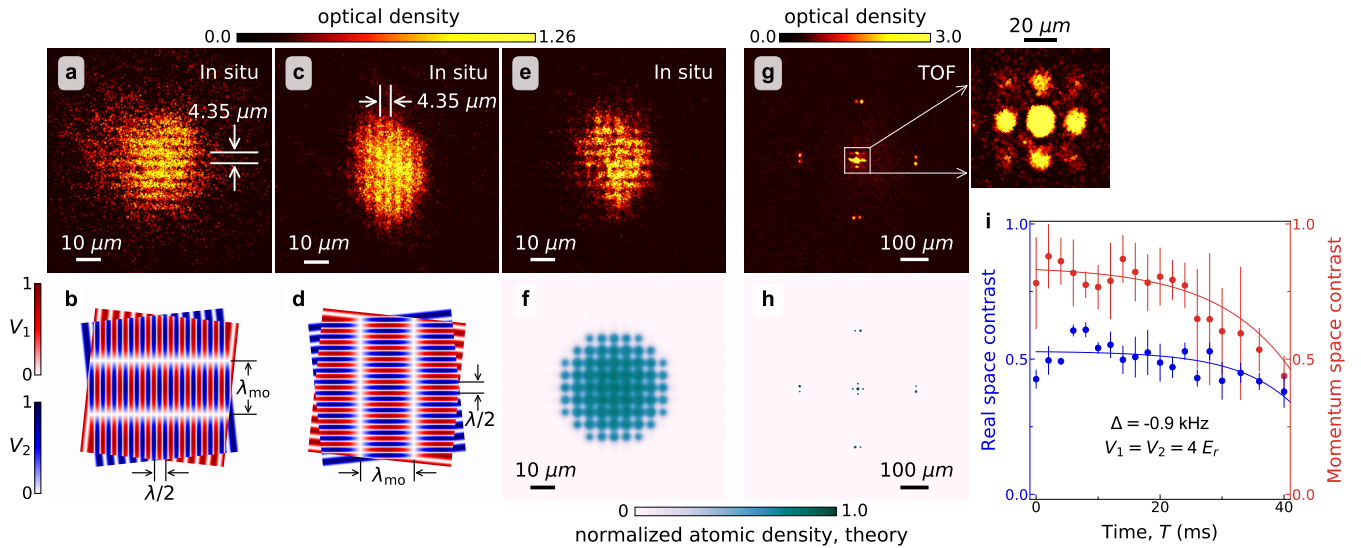 optical density
0.0
1.26
optical density
0.0
3.0
20 μm
a
In situ
4.35 μm
10 μm
c
In situ
4.35 μm
10 μm
e
In situ
10 μm
g
TOF
100 μm
b
1
V1
0
1
V2
0
λmo
λ/2
d
λ/2
λmo
f
10 μm
h
100 μm
0
1.0
normalized atomic density, theory
i
1.0
0.5
0.0
Real space contrast
1.0
0.5
0.0
Momentum space contrast
Δ = -0.9 kHz
V1 = V2 = 4 Er
0
20
40
Time, T (ms)